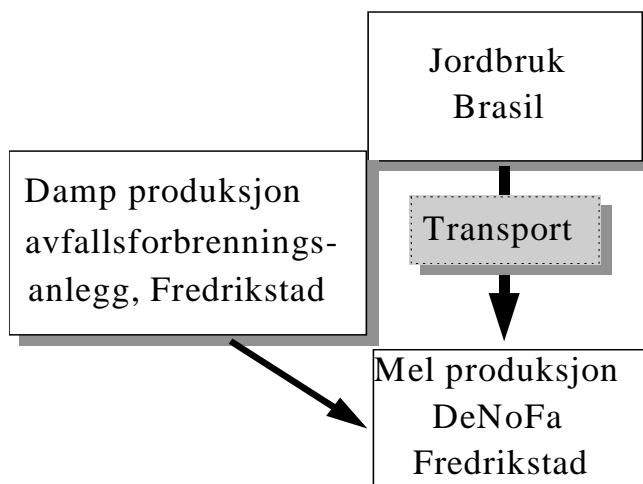 Jordbruk
Brasil
Damp produksjon
avfallsforbrennings-
anlegg, Fredrikstad
Transport
Mel produksjon
DeNoFa
Fredrikstad